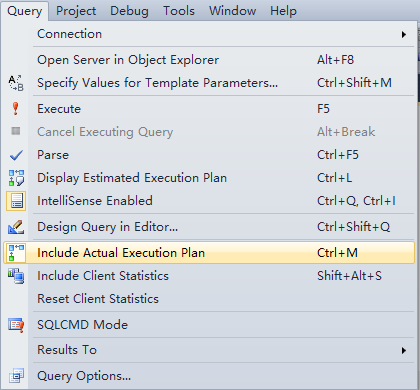 Query Project Debug Tools Window Help
Connection
Open Server in Object Explorer Alt+F8
Specify Values for Template Parameters... Ctrl+Shift+M
Execute F5
Cancel Executing Query Alt+Break
Parse Ctrl+F5
Display Estimated Execution Plan Ctrl+L
IntelliSense Enabled Ctrl+Q, Ctrl+I
Design Query in Editor... Ctrl+Shift+Q
Include Actual Execution Plan Ctrl+M
Include Client Statistics Shift+Alt+S
Reset Client Statistics
SQLCMD Mode
Results To
Query Options...